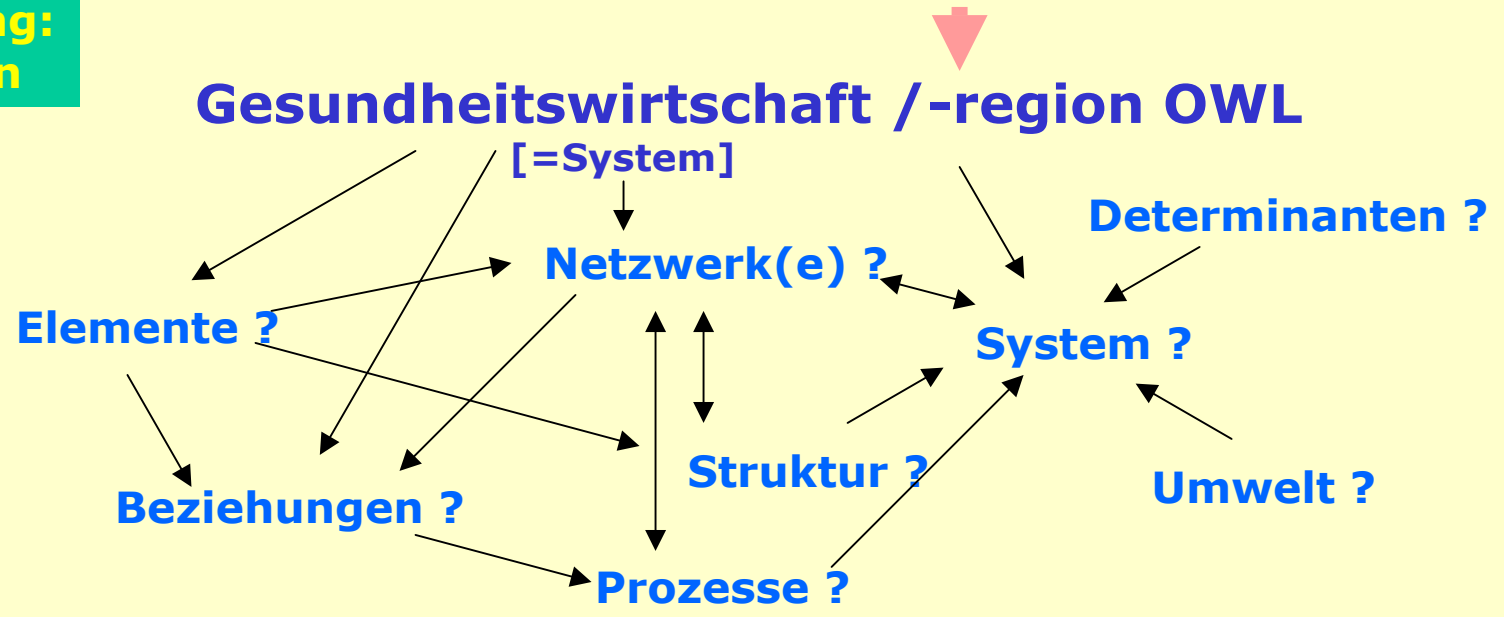 ng:
n
Gesundheitswirtschaft /-region OWL
[=System]
Determinanten ?
Netzwerk(e) ?
Elemente ?
System ?
Struktur ?
Umwelt ?
Beziehungen ?
Prozesse ?